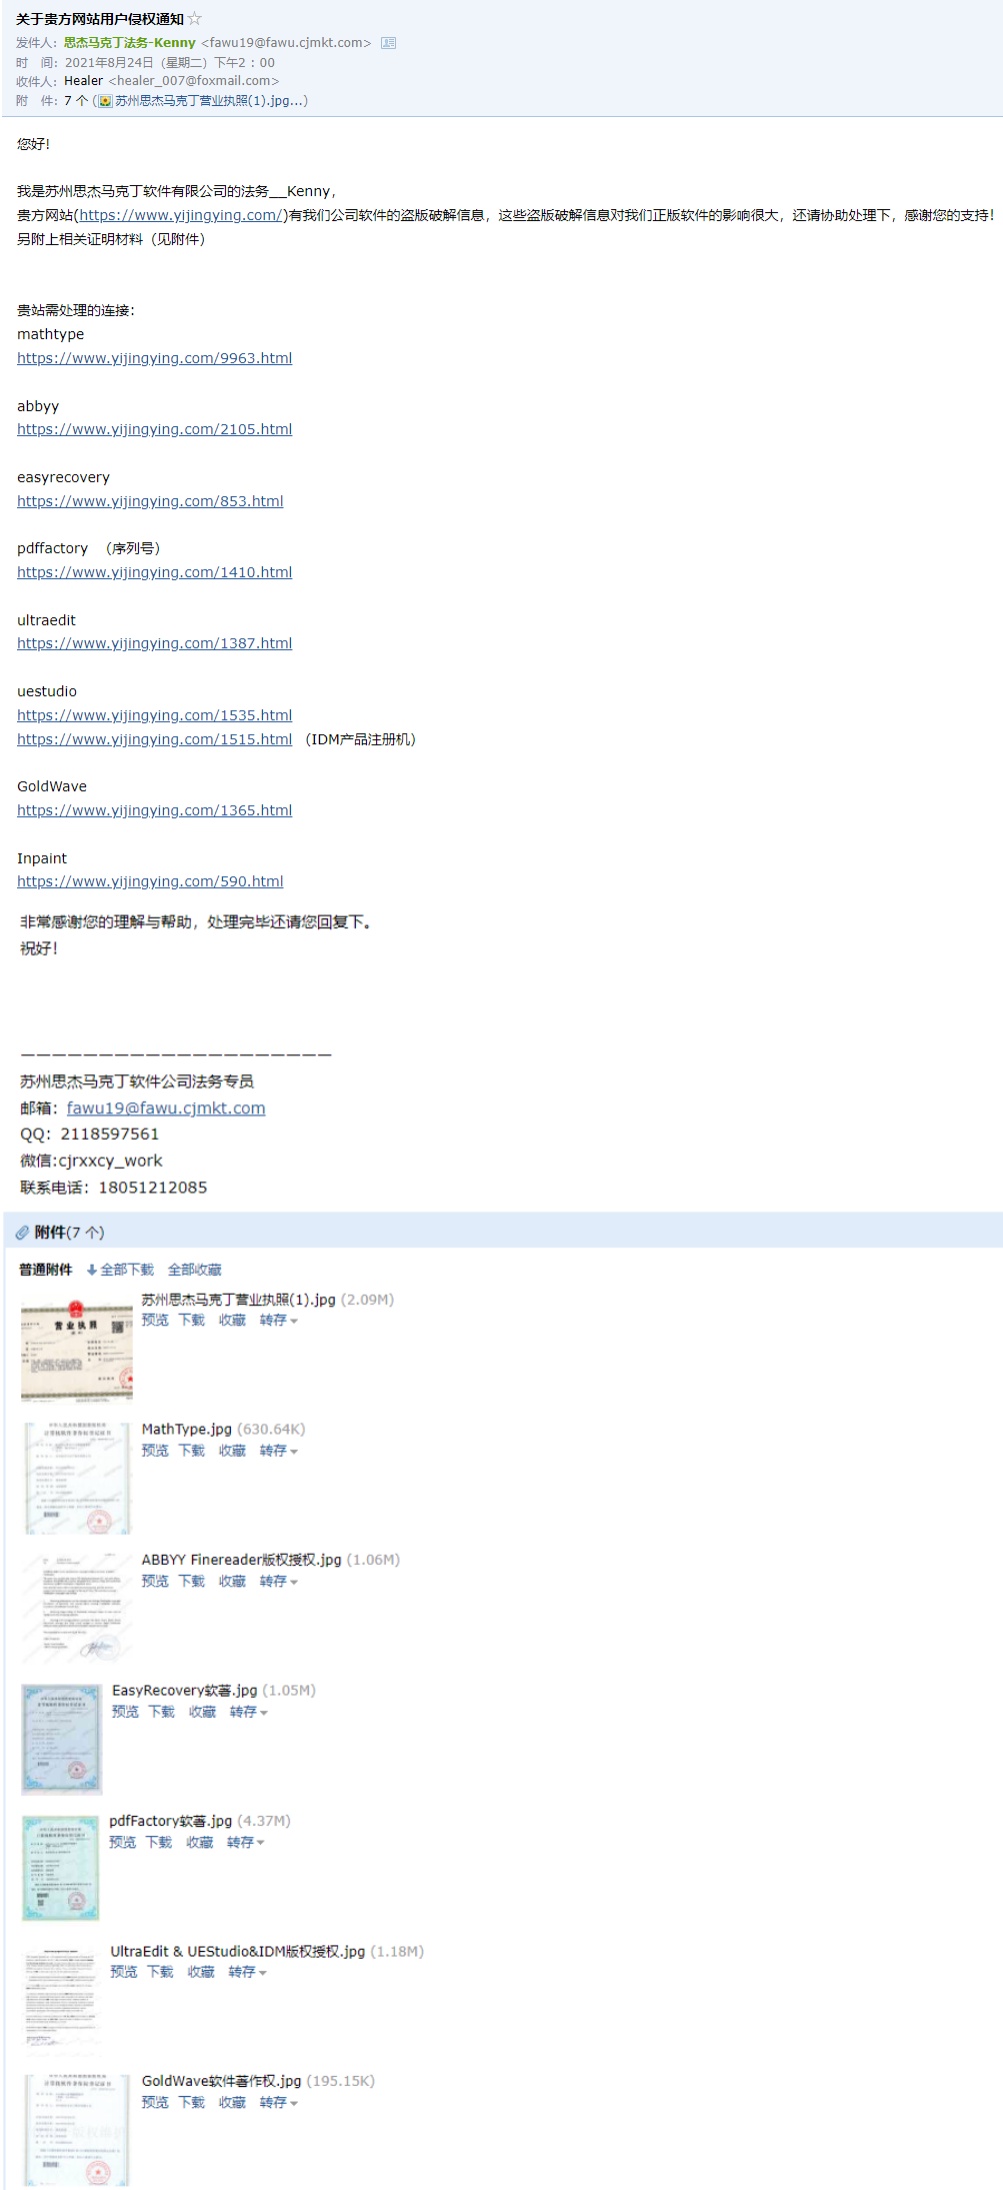 关于贵方网站用户侵权通知☆
发件人：思杰马克丁法务-Kenny <fawu19@fawu.cjmkt.com>
时 间：2021年8月24日（星期二）下午2：00
收件人：Healer <healer_007@foxmail.com>
附 件：7 个 (苏州思杰马克丁营业执照(1).jpg...)
您好！
我是苏州思杰马克丁软件有限公司的法务__Kenny，
贵方网站(https://www.yijingying.com/)有我们公司软件的盗版破解信息，这些盗版破解信息对我们正版软件的影响很大，还请协助处理下，感谢您的支持！
另附上相关证明材料（见附件）
贵站需处理的连接：
mathtype
https://www.yijingying.com/9963.html
abbyy
https://www.yijingying.com/2105.html
easyrecovery
https://www.yijingying.com/853.html
pdffactory （序列号）
https://www.yijingying.com/1410.html
ultraedit
https://www.yijingying.com/1387.html
uestudio
https://www.yijingying.com/1535.html
https://www.yijingying.com/1515.html （IDM产品注册机）
GoldWave
https://www.yijingying.com/1365.html
Inpaint
https://www.yijingying.com/590.html
非常感谢您的理解与帮助，处理完毕还请您回复下。
祝好！
————————————————————
苏州思杰马克丁软件公司法务专员
邮箱：fawu19@fawu.cjmkt.com
QQ：2118597561
微信:cjrxxcy_work
联系电话：18051212085
附件(7 个)
普通附件 全部下载 全部收藏
苏州思杰马克丁营业执照(1).jpg (2.09M)
预览 下载 收藏 转存
营业执照
MathType.jpg (630.64K)
预览 下载 收藏 转存
ABBYY Finereader版权授权.jpg (1.06M)
预览 下载 收藏 转存
EasyRecovery软著.jpg (1.05M)
预览 下载 收藏 转存
pdfFactory软著.jpg (4.37M)
预览 下载 收藏 转存
UltraEdit & UEStudio&IDM版权授权.jpg (1.18M)
预览 下载 收藏 转存
GoldWave软件著作权.jpg (195.15K)
预览 下载 收藏 转存